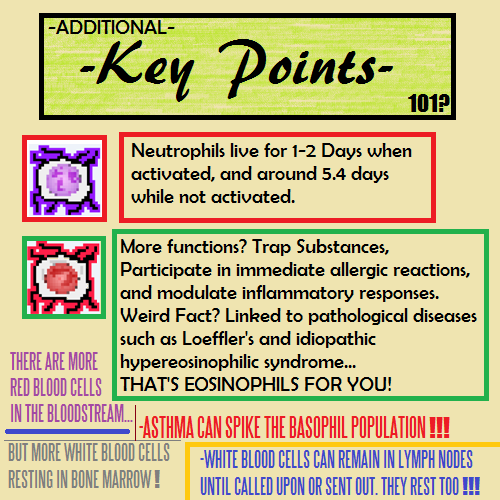 -ADDITIONAL-
-Key Points-
101?
Neutrophils live for 1-2 Days when
activated, and around 5.4 days
while not activated.
More functions? Trap Substances,
Participate in immediate allergic reactions,
and modulate inflammatory responses.
Weird Fact? Linked to pathological diseases
such as Loeffler's and idiopathic
hypereosinophilic syndrome...
THAT'S EOSINOPHILS FOR YOU!
THERE ARE MORE
RED BLOOD CELLS
IN THE BLOODSTREAM...
-ASTHMA CAN SPIKE THE BASOPHIL POPULATION !!!
BUT MORE WHITE BLOOD CELLS
RESTING IN BONE MARROW !
-WHITE BLOOD CELLS CAN REMAIN IN LYMPH NODES
UNTIL CALLED UPON OR SENT OUT. THEY REST TOO !!!